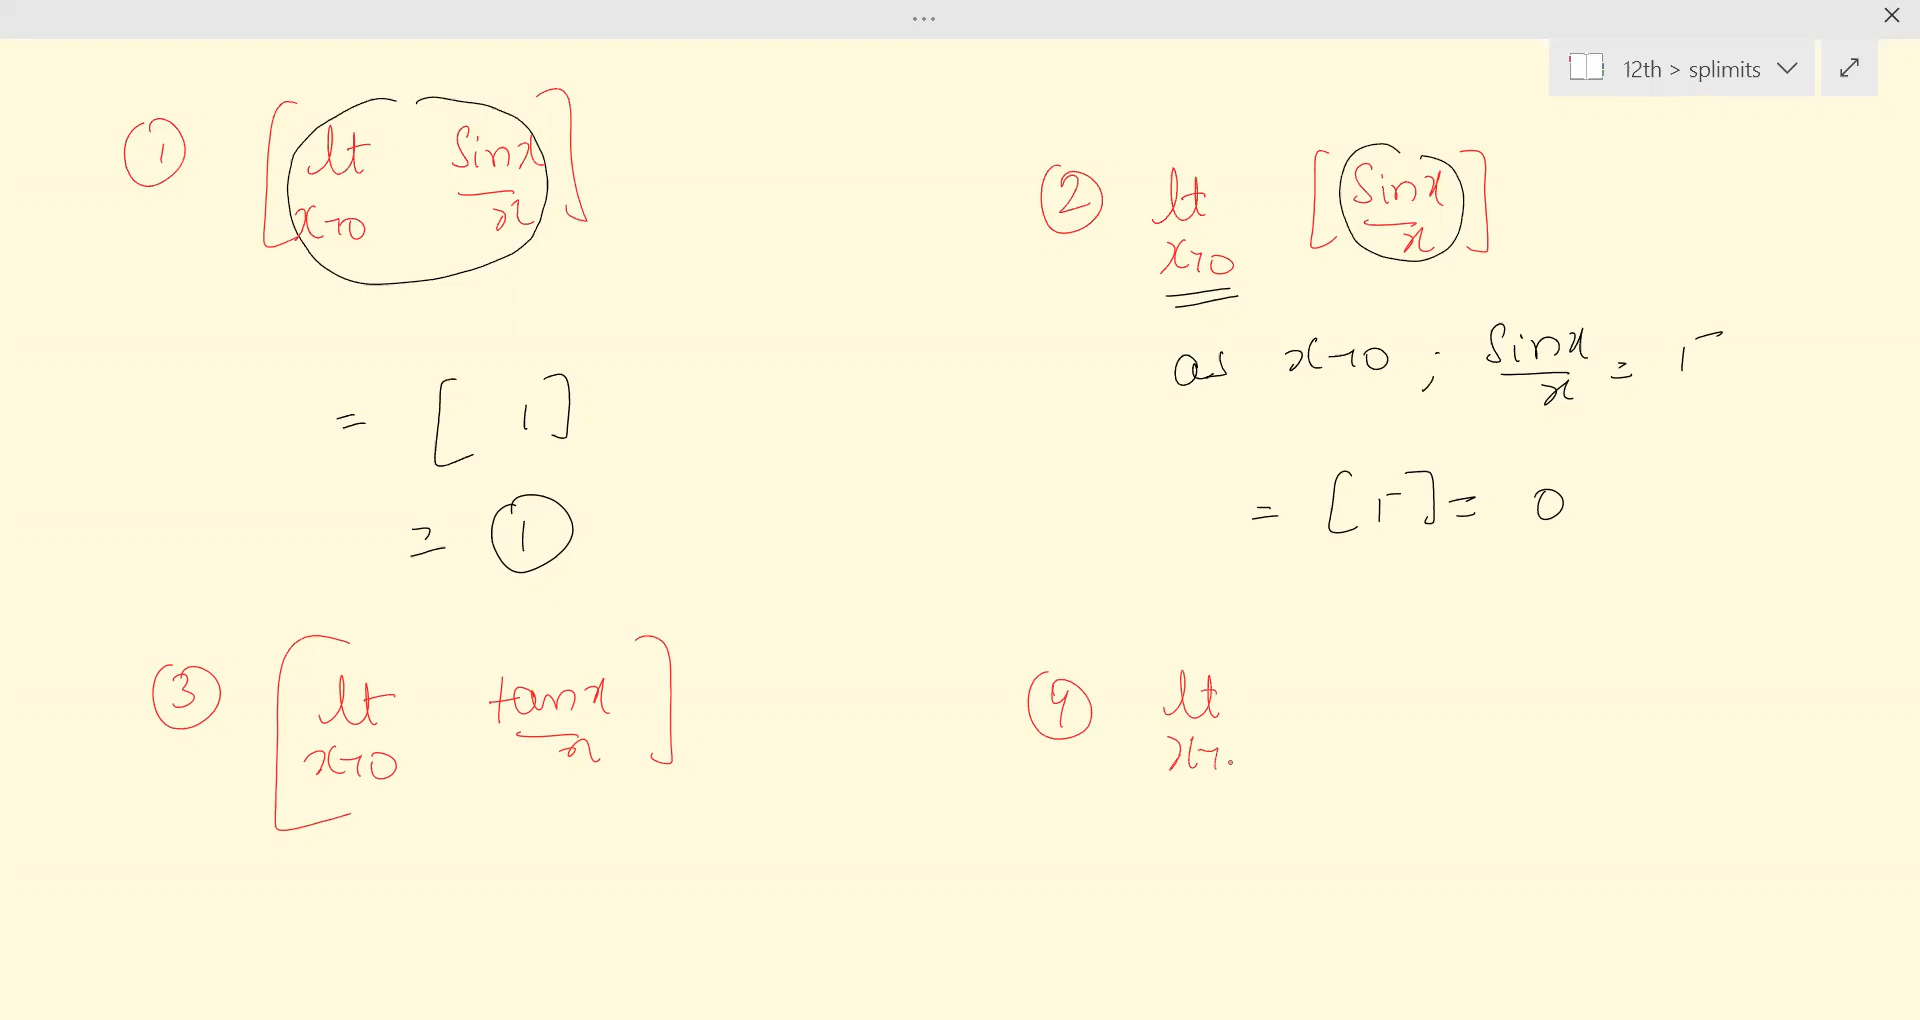 12th > splimits
① [ lt sinx/x ]
x→0
= [ 1 ]
= ①
② lt [ sinx/x ]
x→0
as x→0 ; sinx/x = 1⁻
= [ 1⁻ ] = 0
③ [ lt tanx/x ]
x→0
④ lt
x→.